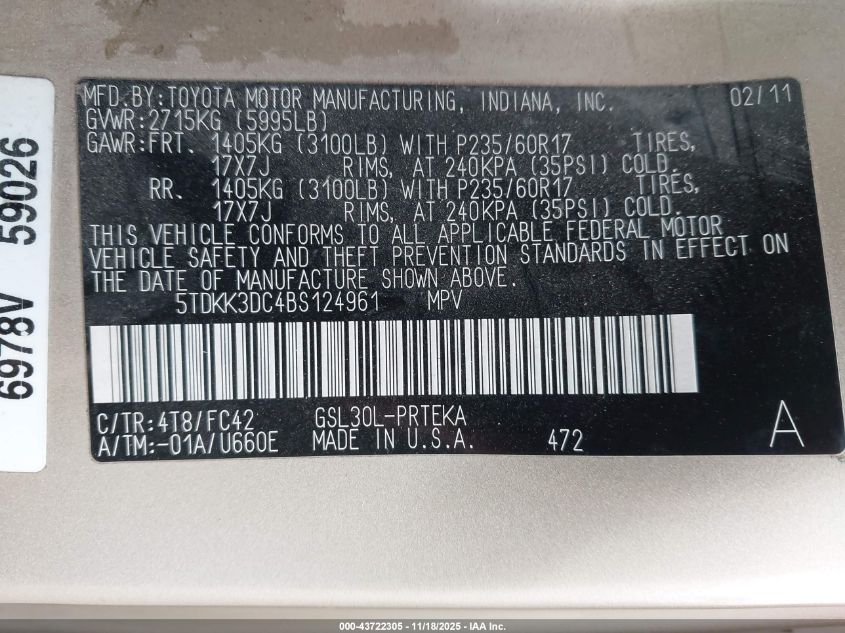 MFD.BY:TOYOTA MOTOR MANUFACTURING, INDIANA, INC. 02/11
GVWR:2715KG (5995LB)
GAWR:FRT. 1405KG (3100LB) WITH P235/60R17 TIRES,
17X7J RIMS, AT 240KPA (35PSI) COLD.
RR. 1405KG (3100LB) WITH P235/60R17 TIRES,
17X7J RIMS, AT 240KPA (35PSI) COLD.
THIS VEHICLE CONFORMS TO ALL APPLICABLE FEDERAL MOTOR
VEHICLE SAFETY AND THEFT PREVENTION STANDARDS IN EFFECT ON
THE DATE OF MANUFACTURE SHOWN ABOVE.
5TDKK3DC4BS124961 MPV
C/TR:4T8/FC42 GSL30L-PRTEKA
A/TM:-01A/U660E MADE IN U.S.A. 472 A
6978V 59026
000-43722305 - 11/18/2025 - IAA Inc.